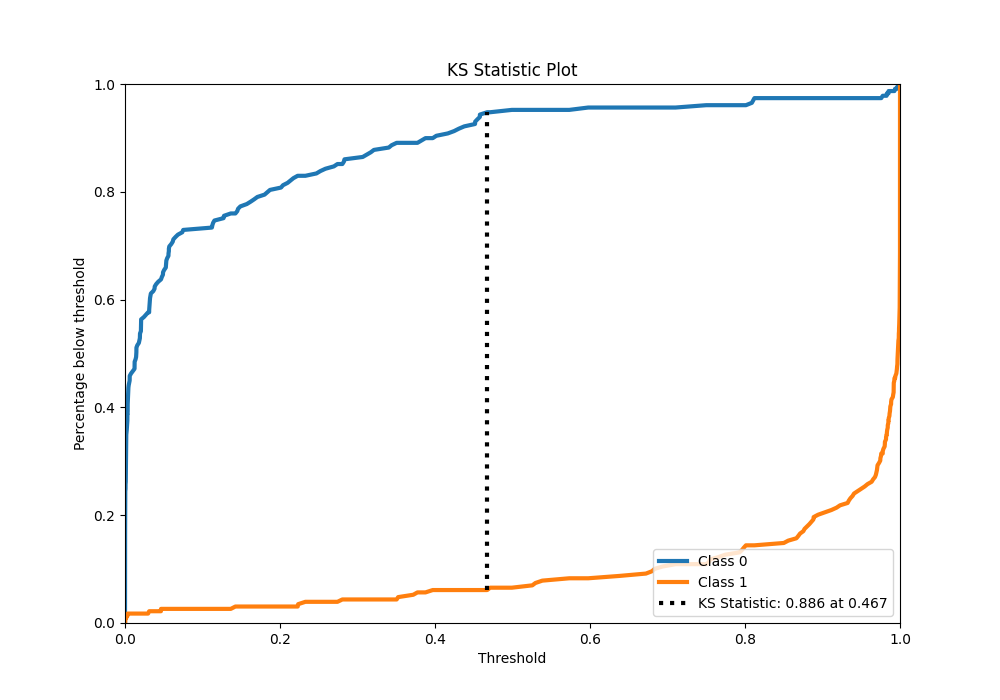 KS Statistic Plot
1.0
0.8
0.6
0.4
0.2
0.0
Percentage below threshold
0.0 0.2 0.4 0.6 0.8 1.0
Threshold
Class 0
Class 1
KS Statistic: 0.886 at 0.467